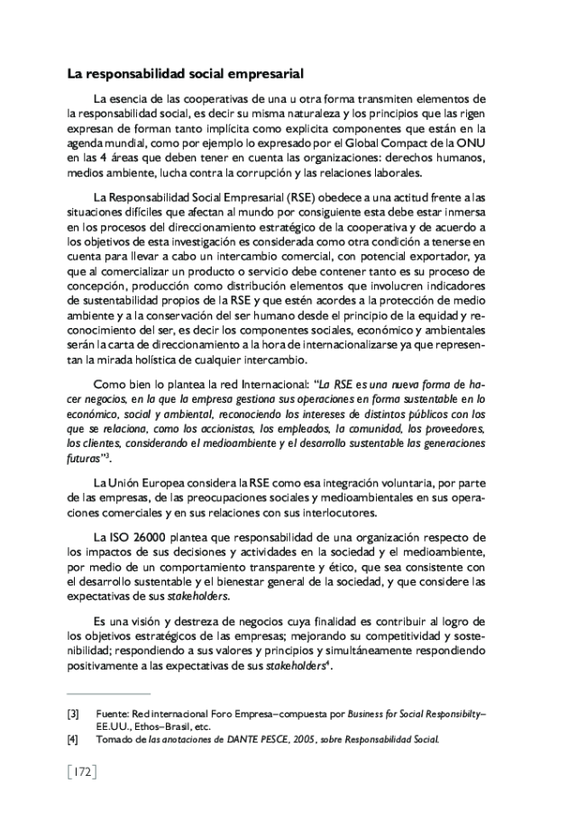 La responsabilidad social empresarial
La esencia de las cooperativas de una u otra forma transmiten elementos de
la responsabilidad social, es decir su misma naturaleza y los principios que las rigen
expresan de forman tanto implícita como explicita componentes que están en la
agenda mundial, como por ejemplo lo expresado por el Global Compact de la ONU
en las 4 áreas que deben tener en cuenta las organizaciones: derechos humanos,
medios ambiente, lucha contra la corrupción y las relaciones laborales.
La Responsabilidad Social Empresarial (RSE) obedece a una actitud frente a las
situaciones difíciles que afectan al mundo por consiguiente esta debe estar inmersa
en los procesos del direccionamiento estratégico de la cooperativa y de acuerdo a
los objetivos de esta investigación es considerada como otra condición a tenerse en
cuenta para llevar a cabo un intercambio comercial, con potencial exportador, ya
que al comercializar un producto o servicio debe contener tanto es su proceso de
concepción, producción como distribución elementos que involucren indicadores
de sustentabilidad propios de la RSE y que estén acordes a la protección de medio
ambiente y a la conservación del ser humano desde el principio de la equidad y re-
conocimiento del ser, es decir los componentes sociales, económico y ambientales
serán la carta de direccionamiento a la hora de internacionalizarse ya que represen-
tan la mirada holística de cualquier intercambio.
Como bien lo plantea la red Internacional: “La RSE es una nueva forma de ha-
cer negocios, en la que la empresa gestiona sus operaciones en forma sustentable en lo
económico, social y ambiental, reconociendo los intereses de distintos públicos con los
que se relaciona, como los accionistas, los empleados, la comunidad, los proveedores,
los clientes, considerando el medioambiente y el desarrollo sustentable las generaciones
futuras”³.
La Unión Europea considera la RSE como esa integración voluntaria, por parte
de las empresas, de las preocupaciones sociales y medioambientales en sus opera-
ciones comerciales y en sus relaciones con sus interlocutores.
La ISO 26000 plantea que responsabilidad de una organización respecto de
los impactos de sus decisiones y actividades en la sociedad y el medioambiente,
por medio de un comportamiento transparente y ético, que sea consistente con
el desarrollo sustentable y el bienestar general de la sociedad, y que considere las
expectativas de sus stakeholders.
Es una visión y destreza de negocios cuya finalidad es contribuir al logro de
los objetivos estratégicos de las empresas; mejorando su competitividad y soste-
nibilidad; respondiendo a sus valores y principios y simultáneamente respondiendo
positivamente a las expectativas de sus stakeholders⁴.
[3] Fuente: Red internacional Foro Empresa–compuesta por Business for Social Responsibilty–
EE.UU., Ethos–Brasil, etc.
[4] Tomado de las anotaciones de DANTE PESCE, 2005, sobre Responsabilidad Social.
[172]